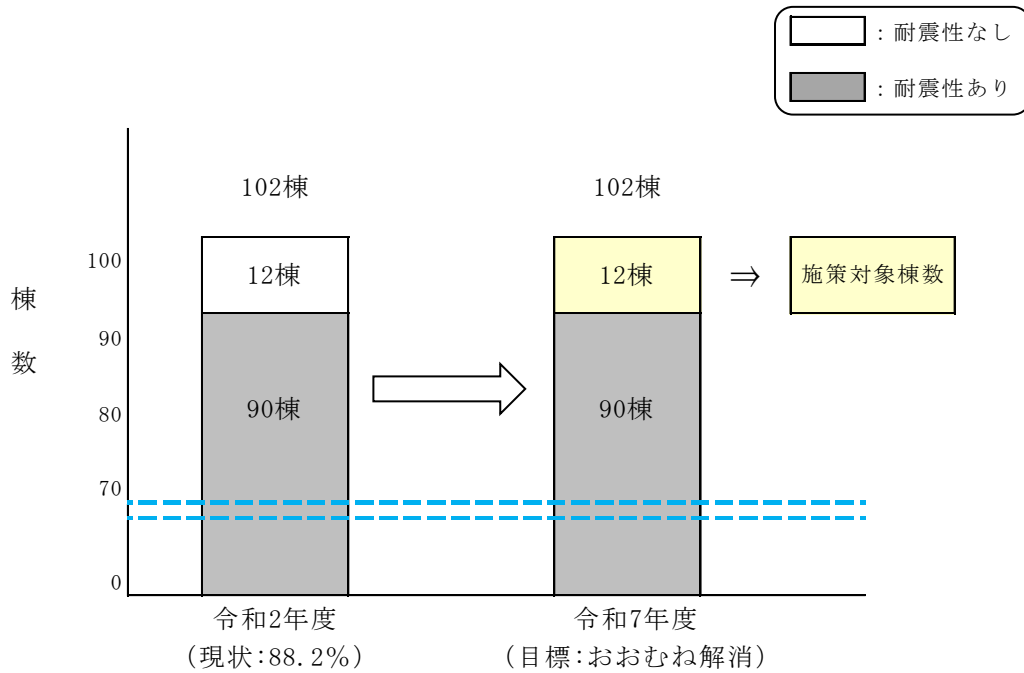 ：耐震性なし
：耐震性あり
102棟
102棟
100
12棟
12棟
⇒
施策対象棟数
棟
数
90
80
90棟
90棟
70
0
令和2年度
令和7年度
（現状：88.2%）
（目標：おおむね解消）